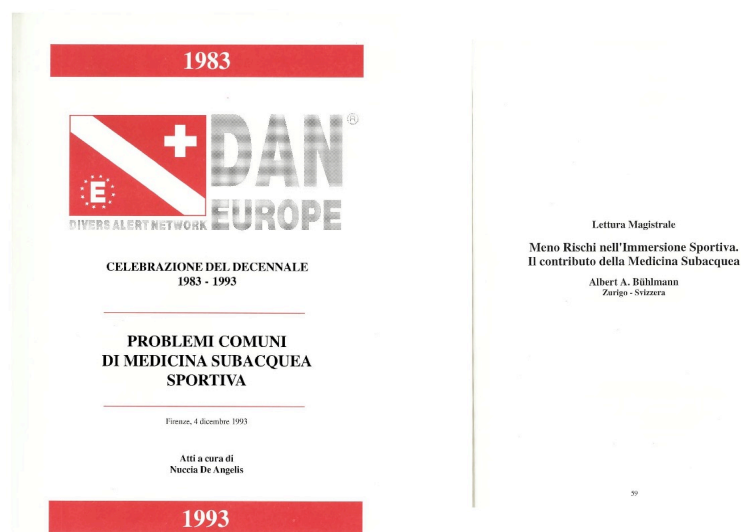 1983
DAN®
E
EUROPE
DIVERS ALERT NETWORK
CELEBRAZIONE DEL DECENNALE
1983 - 1993
PROBLEMI COMUNI
DI MEDICINA SUBACQUEA
SPORTIVA
Firenze, 4 dicembre 1993
Atti a cura di
Nuccia De Angelis
1993
Lettura Magistrale
Meno Rischi nell'Immersione Sportiva.
Il contributo della Medicina Subacquea
Albert A. Bühlmann
Zurigo - Svizzera
59